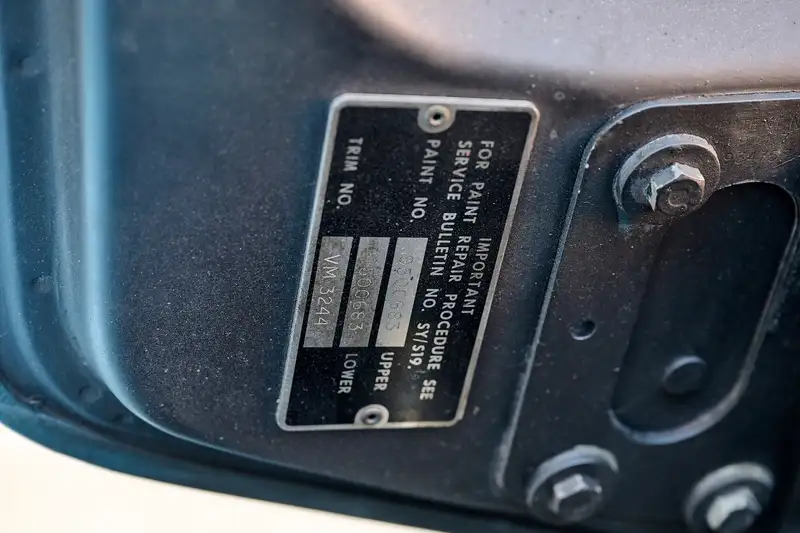 IMPORTANT
FOR PAINT REPAIR PROCEDURE SEE
SERVICE BULLETIN NO. SY/S19.
PAINT NO. UPPER
LOWER
TRIM NO. VM 3244